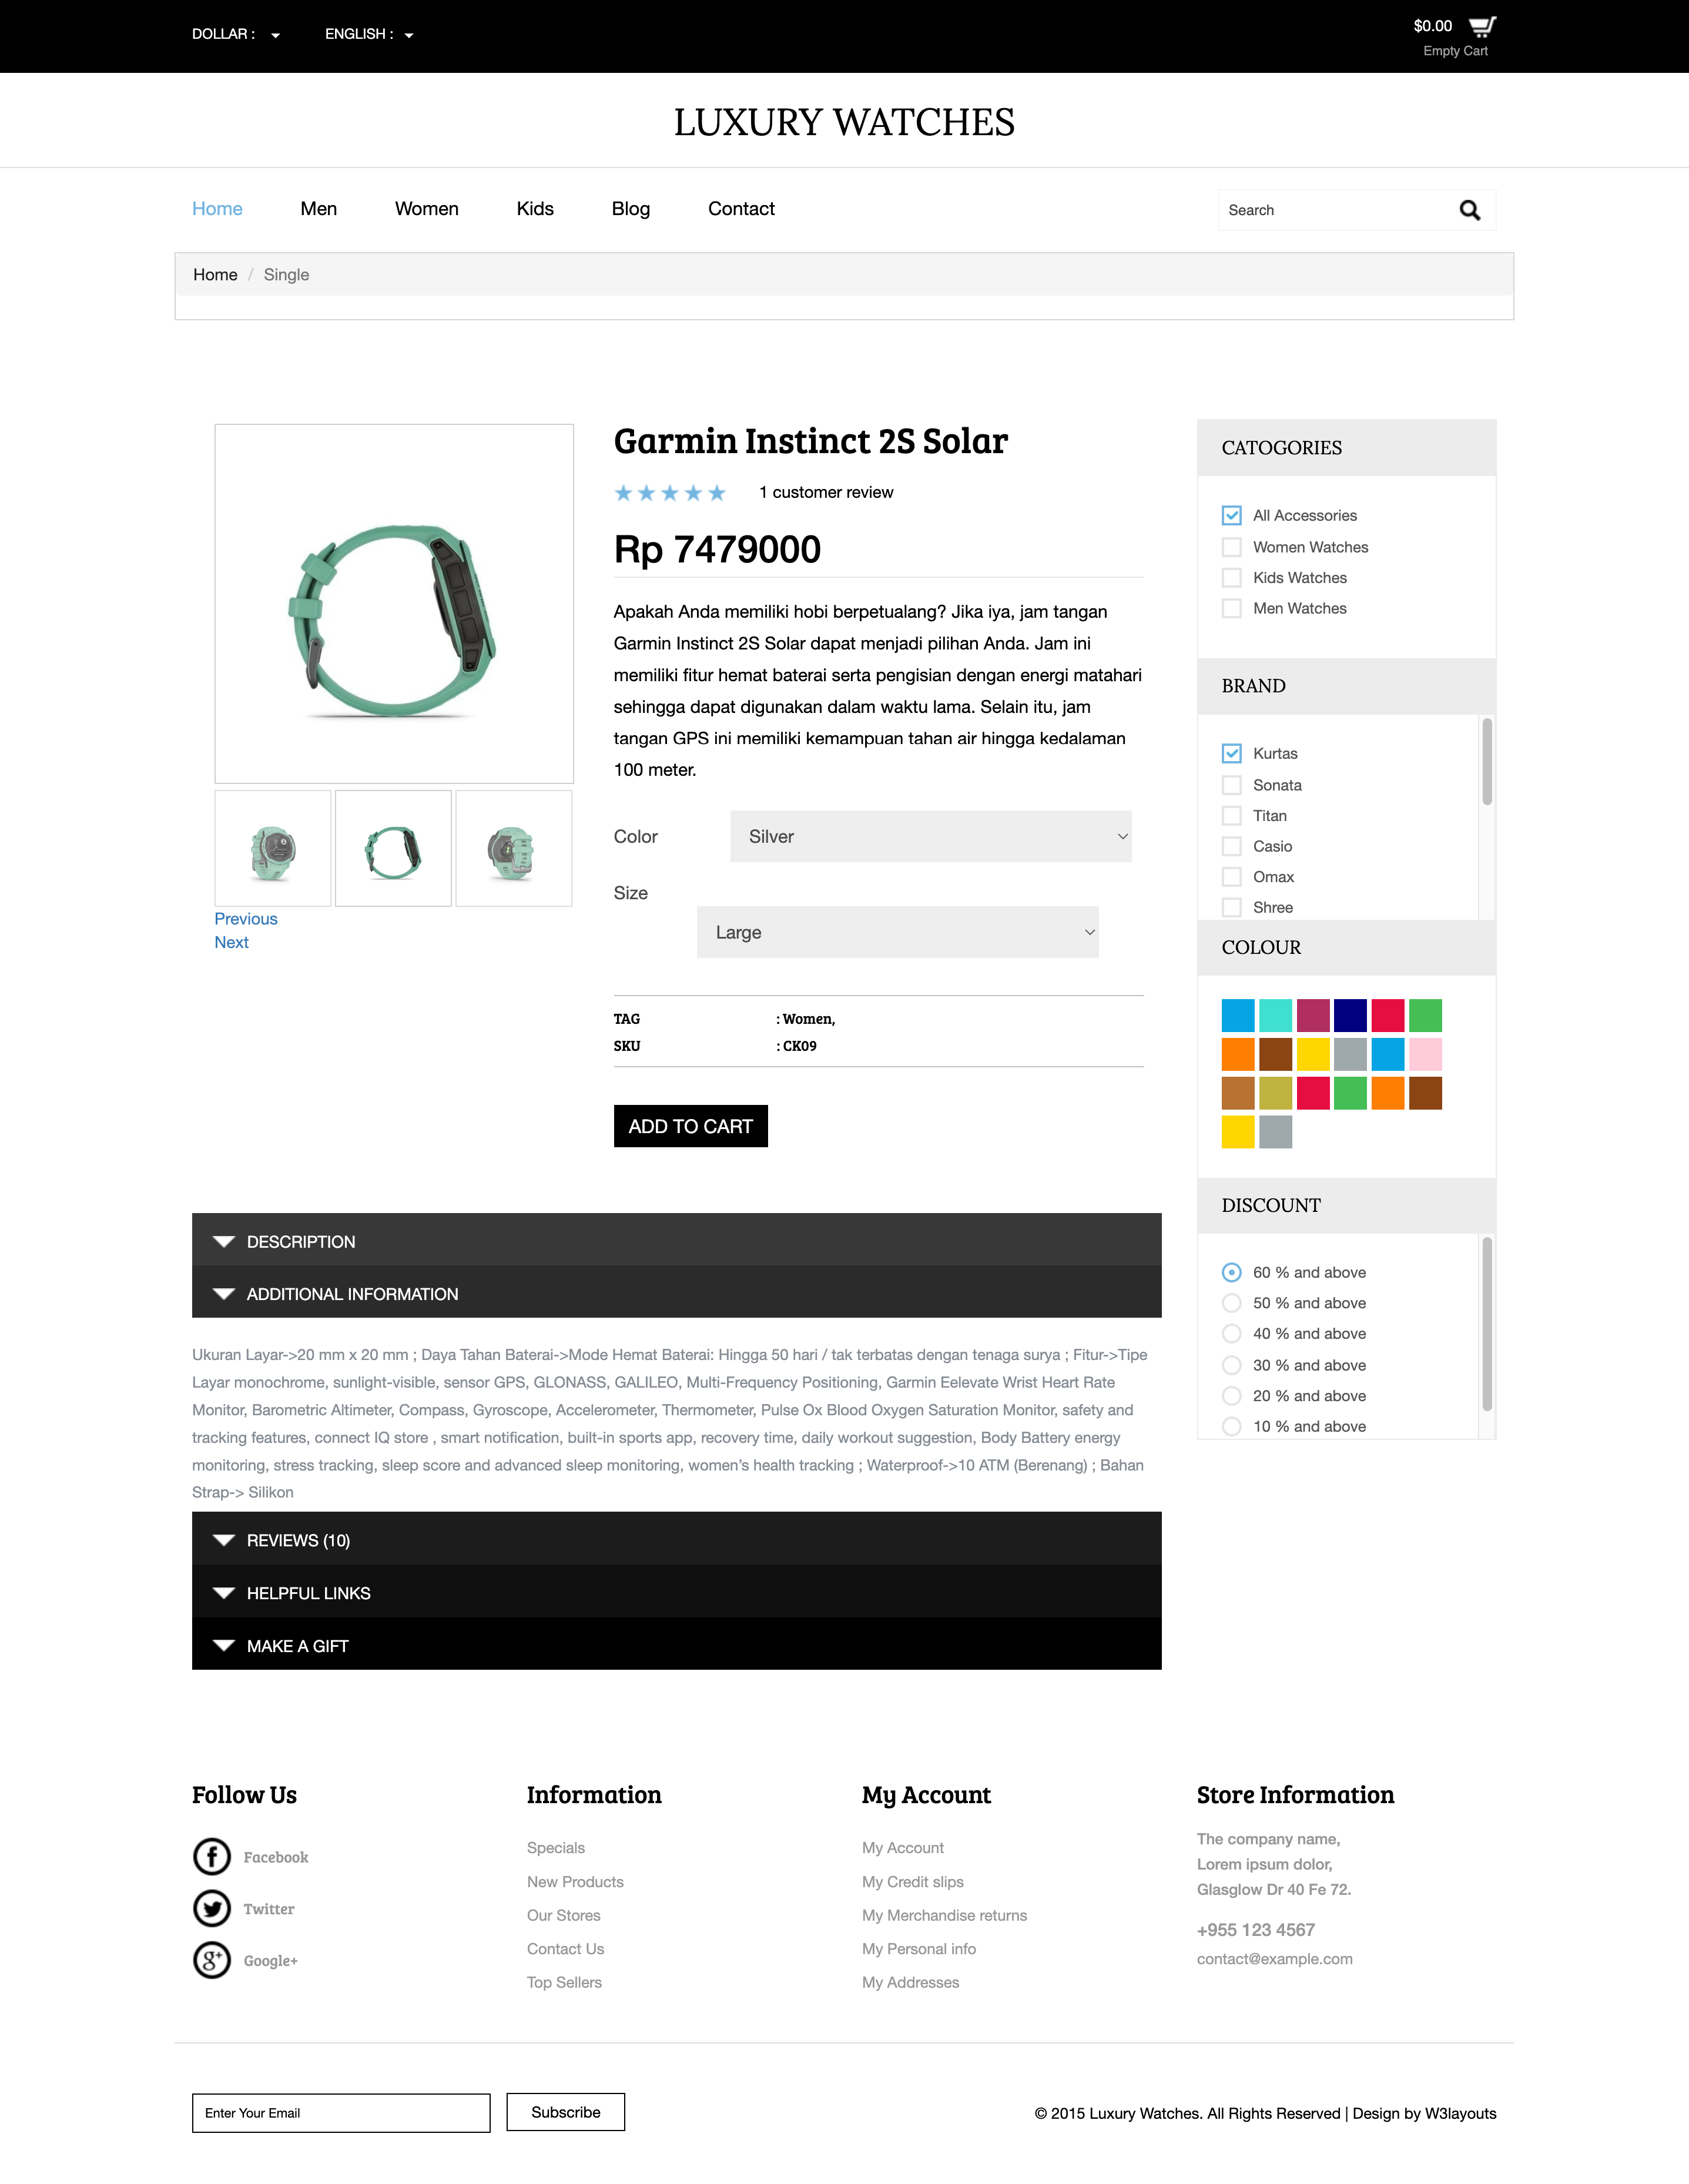 DOLLAR :
ENGLISH :
$0.00
Empty Cart
LUXURY WATCHES
Home
Men
Women
Kids
Blog
Contact
Search
Home / Single
Garmin Instinct 2S Solar
1 customer review
Rp 7479000
Apakah Anda memiliki hobi berpetualang? Jika iya, jam tangan
Garmin Instinct 2S Solar dapat menjadi pilihan Anda. Jam ini
memiliki fitur hemat baterai serta pengisian dengan energi matahari
sehingga dapat digunakan dalam waktu lama. Selain itu, jam
tangan GPS ini memiliki kemampuan tahan air hingga kedalaman
100 meter.
Color
Silver
Size
Large
Previous
Next
TAG : Women,
SKU : CK09
ADD TO CART
CATOGORIES
All Accessories
Women Watches
Kids Watches
Men Watches
BRAND
Kurtas
Sonata
Titan
Casio
Omax
Shree
COLOUR
DISCOUNT
60 % and above
50 % and above
40 % and above
30 % and above
20 % and above
10 % and above
DESCRIPTION
ADDITIONAL INFORMATION
Ukuran Layar->20 mm x 20 mm ; Daya Tahan Baterai->Mode Hemat Baterai: Hingga 50 hari / tak terbatas dengan tenaga surya ; Fitur->Tipe
Layar monochrome, sunlight-visible, sensor GPS, GLONASS, GALILEO, Multi-Frequency Positioning, Garmin Eelevate Wrist Heart Rate
Monitor, Barometric Altimeter, Compass, Gyroscope, Accelerometer, Thermometer, Pulse Ox Blood Oxygen Saturation Monitor, safety and
tracking features, connect IQ store , smart notification, built-in sports app, recovery time, daily workout suggestion, Body Battery energy
monitoring, stress tracking, sleep score and advanced sleep monitoring, women’s health tracking ; Waterproof->10 ATM (Berenang) ; Bahan
Strap-> Silikon
REVIEWS (10)
HELPFUL LINKS
MAKE A GIFT
Follow Us
Facebook
Twitter
Google+
Information
Specials
New Products
Our Stores
Contact Us
Top Sellers
My Account
My Account
My Credit slips
My Merchandise returns
My Personal info
My Addresses
Store Information
The company name,
Lorem ipsum dolor,
Glasglow Dr 40 Fe 72.
+955 123 4567
contact@example.com
Enter Your Email
Subscribe
© 2015 Luxury Watches. All Rights Reserved | Design by W3layouts